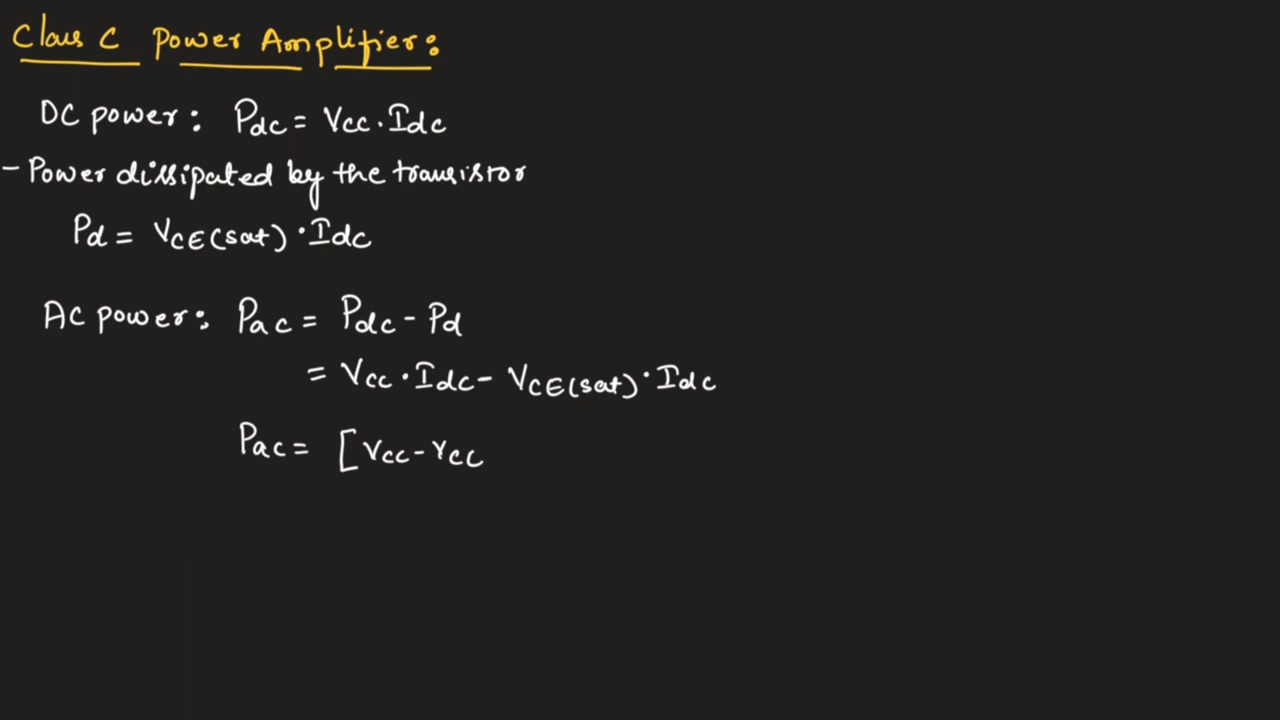 Class C Power Amplifier:
DC power: Pdc = Vcc . Idc
- Power dissipated by the transistor
Pd = VCE(sat) . Idc
AC power: Pac = Pdc - Pd
= Vcc . Idc - VCE(sat) . Idc
Pac = [Vcc - Vcc